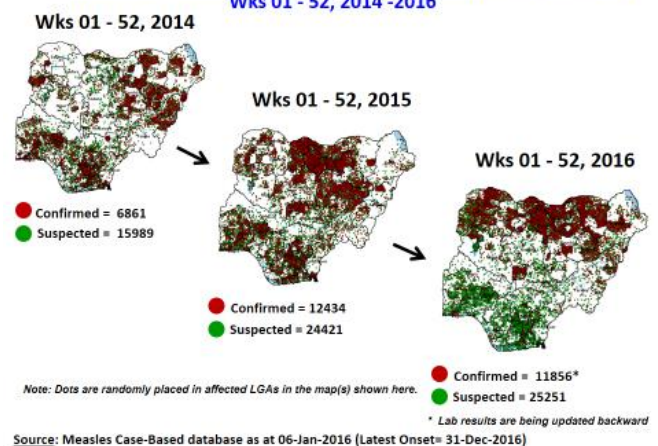 Wks 01 - 52, 2014 -2016
Wks 01 - 52, 2014
Confirmed = 6861
Suspected = 15989
Wks 01 - 52, 2015
Confirmed = 12434
Suspected = 24421
Wks 01 - 52, 2016
Confirmed = 11856*
Suspected = 25251
Note: Dots are randomly placed in affected LGAs in the map(s) shown here.
* Lab results are being updated backward
Source: Measles Case-Based database as at 06-Jan-2016 (Latest Onset= 31-Dec-2016)